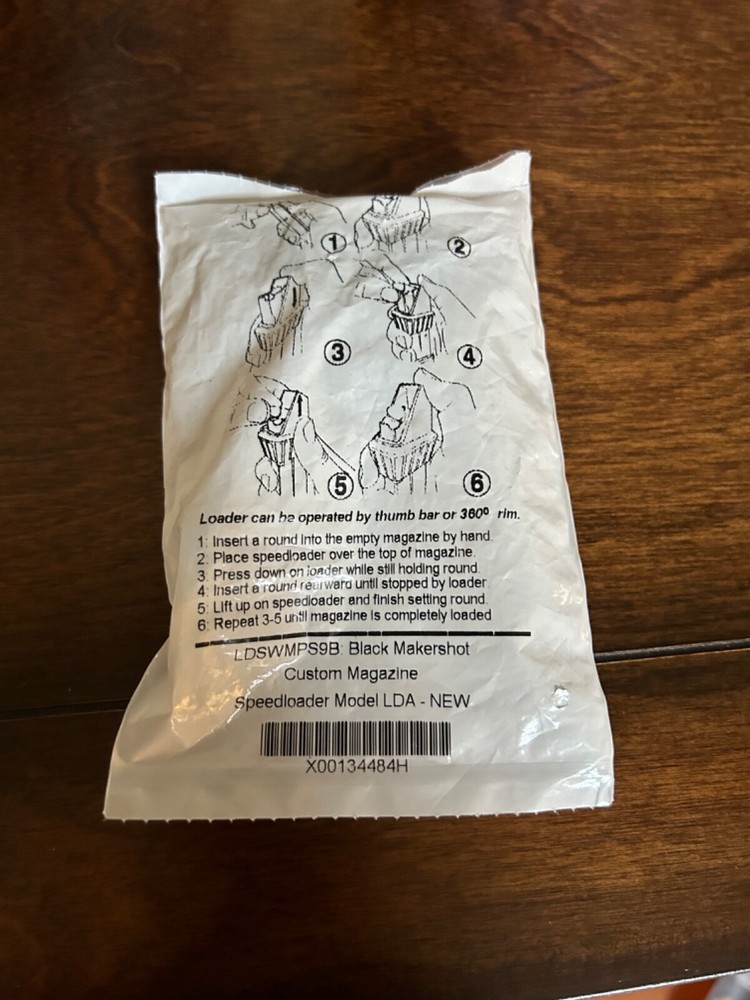 1 2
3 4
5 6
Loader can be operated by thumb bar or 360º rim.
1: Insert a round into the empty magazine by hand.
2: Place speedloader over the top of magazine.
3: Press down on loader while still holding round.
4: Insert a round rearward until stopped by loader.
5: Lift up on speedloader and finish setting round.
6: Repeat 3-5 until magazine is completely loaded
LDSWMPS9B: Black Makershot
Custom Magazine
Speedloader Model LDA - NEW
X00134484H